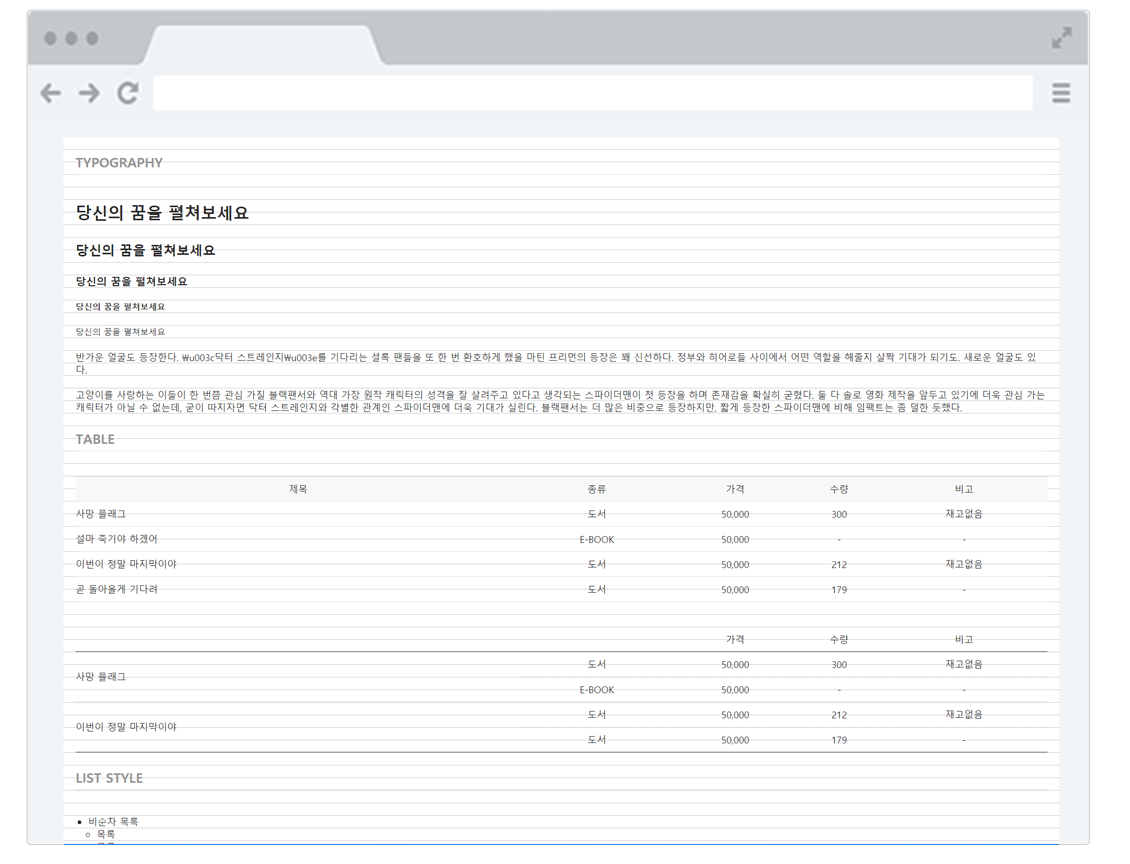 TYPOGRAPHY
당신의 꿈을 펼쳐보세요
당신의 꿈을 펼쳐보세요
당신의 꿈을 펼쳐보세요
당신의 꿈을 펼쳐보세요
당신의 꿈을 펼쳐보세요
반가운 얼굴도 등장한다. ₩u003c닥터 스트레인지₩u003e를 기다리는 셜록 팬들을 또 한 번 환호하게 했을 마틴 프리먼의 등장은 꽤 신선하다. 정부와 히어로들 사이에서 어떤 역할을 해줄지 살짝 기대가 되기도. 새로운 얼굴도 있
다.
고양이를 사랑하는 이들이 한 번쯤 관심 가질 블랙팬서와 역대 가장 원작 캐릭터의 성격을 잘 살려주고 있다고 생각되는 스파이더맨이 첫 등장을 하며 존재감을 확실히 굳혔다. 둘 다 솔로 영화 제작을 앞두고 있기에 더욱 관심 가는
캐릭터가 아닐 수 없는데, 굳이 따지자면 닥터 스트레인지와 각별한 관계인 스파이더맨에 더욱 기대가 실린다. 블랙팬서는 더 많은 비중으로 등장하지만, 짧게 등장한 스파이더맨에 비해 임팩트는 좀 덜한 듯했다.
TABLE
제목 종류 가격 수량 비고
사망 플래그 도서 50,000 300 재고없음
설마 죽기야 하겠어 E-BOOK 50,000 - -
이번이 정말 마지막이야 도서 50,000 212 재고없음
곧 돌아올게 기다려 도서 50,000 179 -
가격 수량 비고
사망 플래그 도서 50,000 300 재고없음
E-BOOK 50,000 - -
이번이 정말 마지막이야 도서 50,000 212 재고없음
도서 50,000 179 -
LIST STYLE
비순차 목록
목록